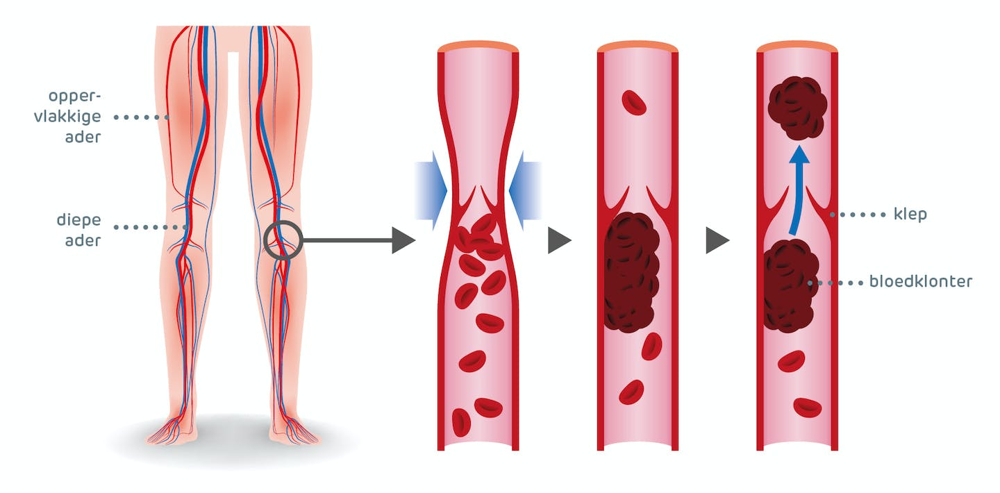 opper-
vlakkige
ader
diepe
ader
klep
bloedklonter